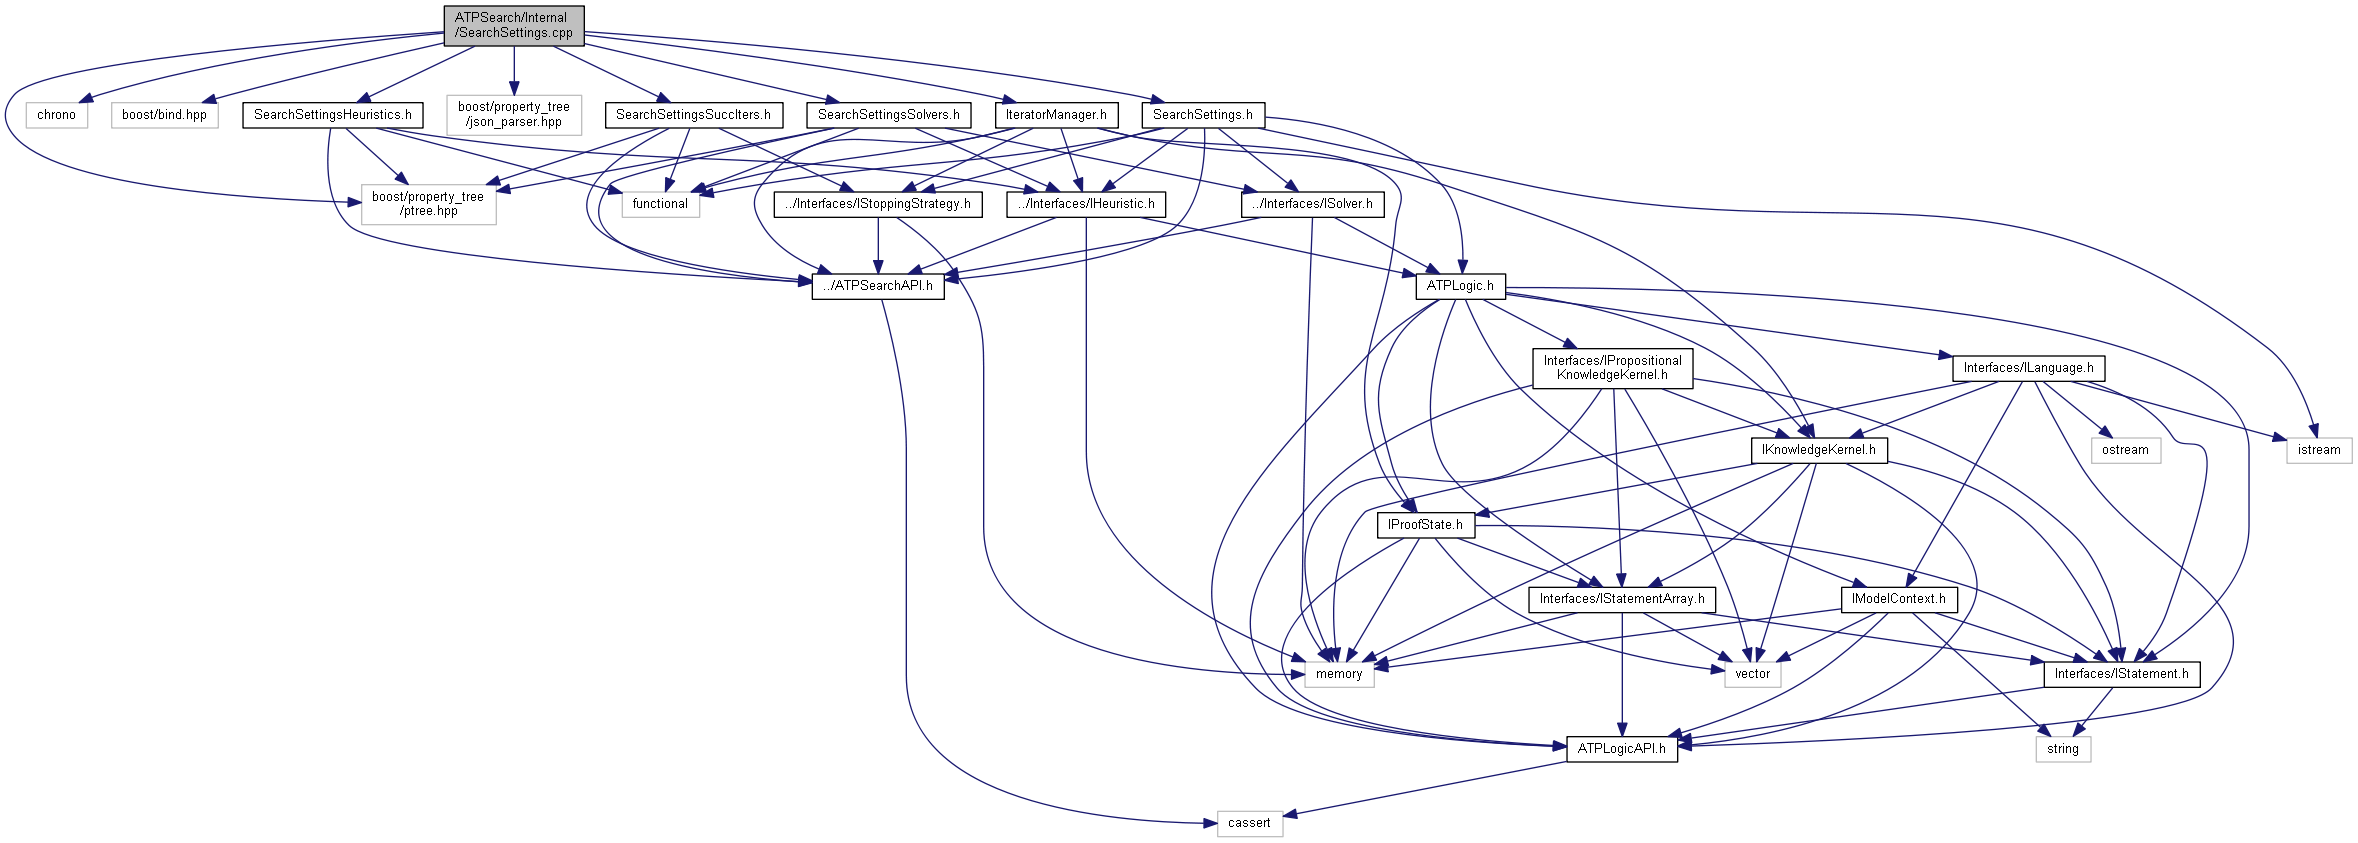 ATPSearch/Internal
/SearchSettings.cpp
chrono
boost/bind.hpp
SearchSettingsHeuristics.h
boost/property_tree
/json_parser.hpp
SearchSettingsSuccIters.h
SearchSettingsSolvers.h
IteratorManager.h
SearchSettings.h
boost/property_tree
/ptree.hpp
functional
../Interfaces/IStoppingStrategy.h
../Interfaces/IHeuristic.h
../Interfaces/ISolver.h
../ATPSearchAPI.h
ATPLogic.h
Interfaces/IPropositional
KnowledgeKernel.h
Interfaces/ILanguage.h
IKnowledgeKernel.h
ostream
istream
IProofState.h
Interfaces/IStatementArray.h
IModelContext.h
memory
vector
Interfaces/IStatement.h
ATPLogicAPI.h
string
cassert